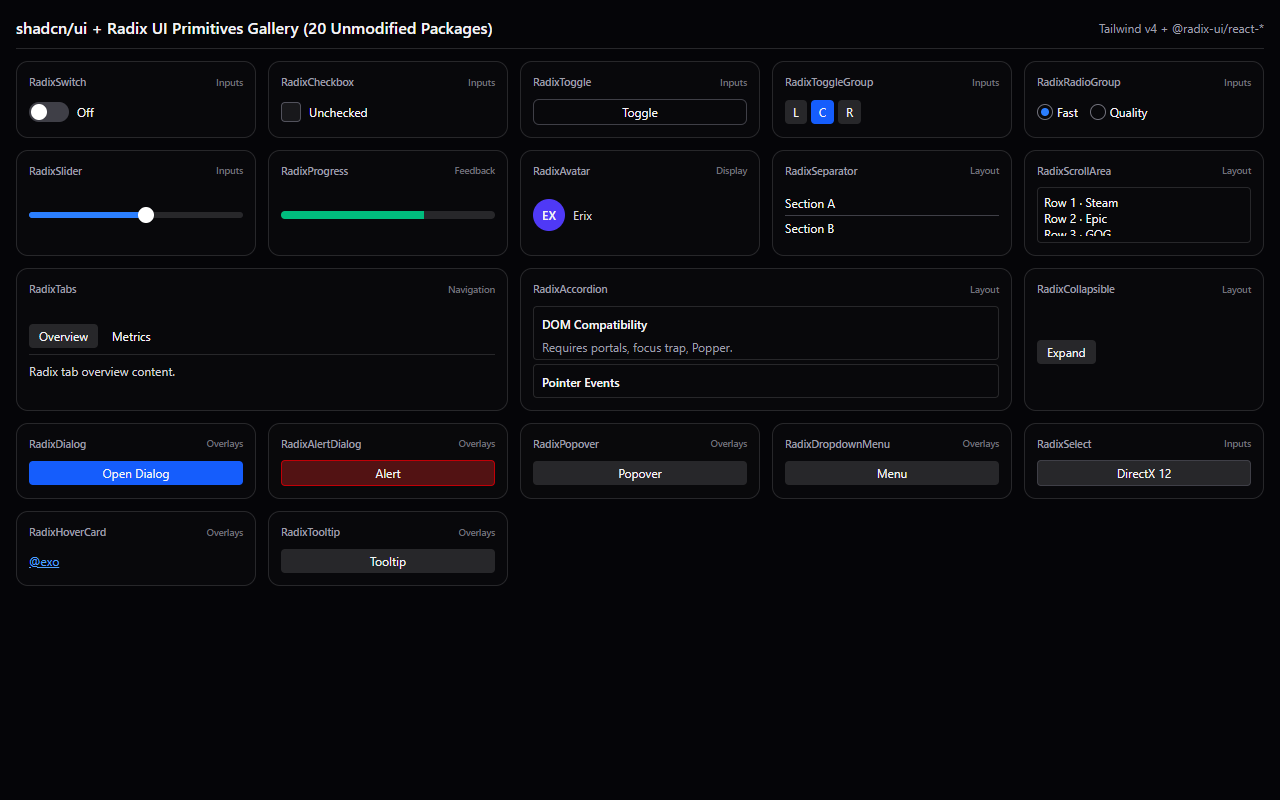 shadcn/ui + Radix UI Primitives Gallery (20 Unmodified Packages)
Tailwind v4 + @radix-ui/react-*
RadixSwitch Inputs
Off
RadixCheckbox Inputs
Unchecked
RadixToggle Inputs
Toggle
RadixToggleGroup Inputs
L C R
RadixRadioGroup Inputs
Fast Quality
RadixSlider Inputs
RadixProgress Feedback
RadixAvatar Display
EX Erix
RadixSeparator Layout
Section A
Section B
RadixScrollArea Layout
Row 1 · Steam
Row 2 · Epic
Row 3 · GOG
RadixTabs Navigation
Overview Metrics
Radix tab overview content.
RadixAccordion Layout
DOM Compatibility
Requires portals, focus trap, Popper.
Pointer Events
RadixCollapsible Layout
Expand
RadixDialog Overlays
Open Dialog
RadixAlertDialog Overlays
Alert
RadixPopover Overlays
Popover
RadixDropdownMenu Overlays
Menu
RadixSelect Inputs
DirectX 12
RadixHoverCard Overlays
@exo
RadixTooltip Overlays
Tooltip